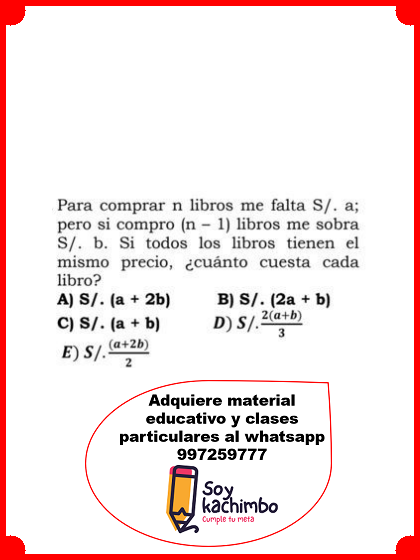 Para comprar n libros me falta S/. a;
pero si compro (n – 1) libros me sobra
S/. b. Si todos los libros tienen el
mismo precio, ¿cuánto cuesta cada
libro?
A) S/. (a + 2b) B) S/. (2a + b)
C) S/. (a + b) D) S/. 2(a+b)/3
E) S/. (a+2b)/2
Adquiere material
educativo y clases
particulares al whatsapp
997259777
Soy
kachimbo
Cumple tu meta